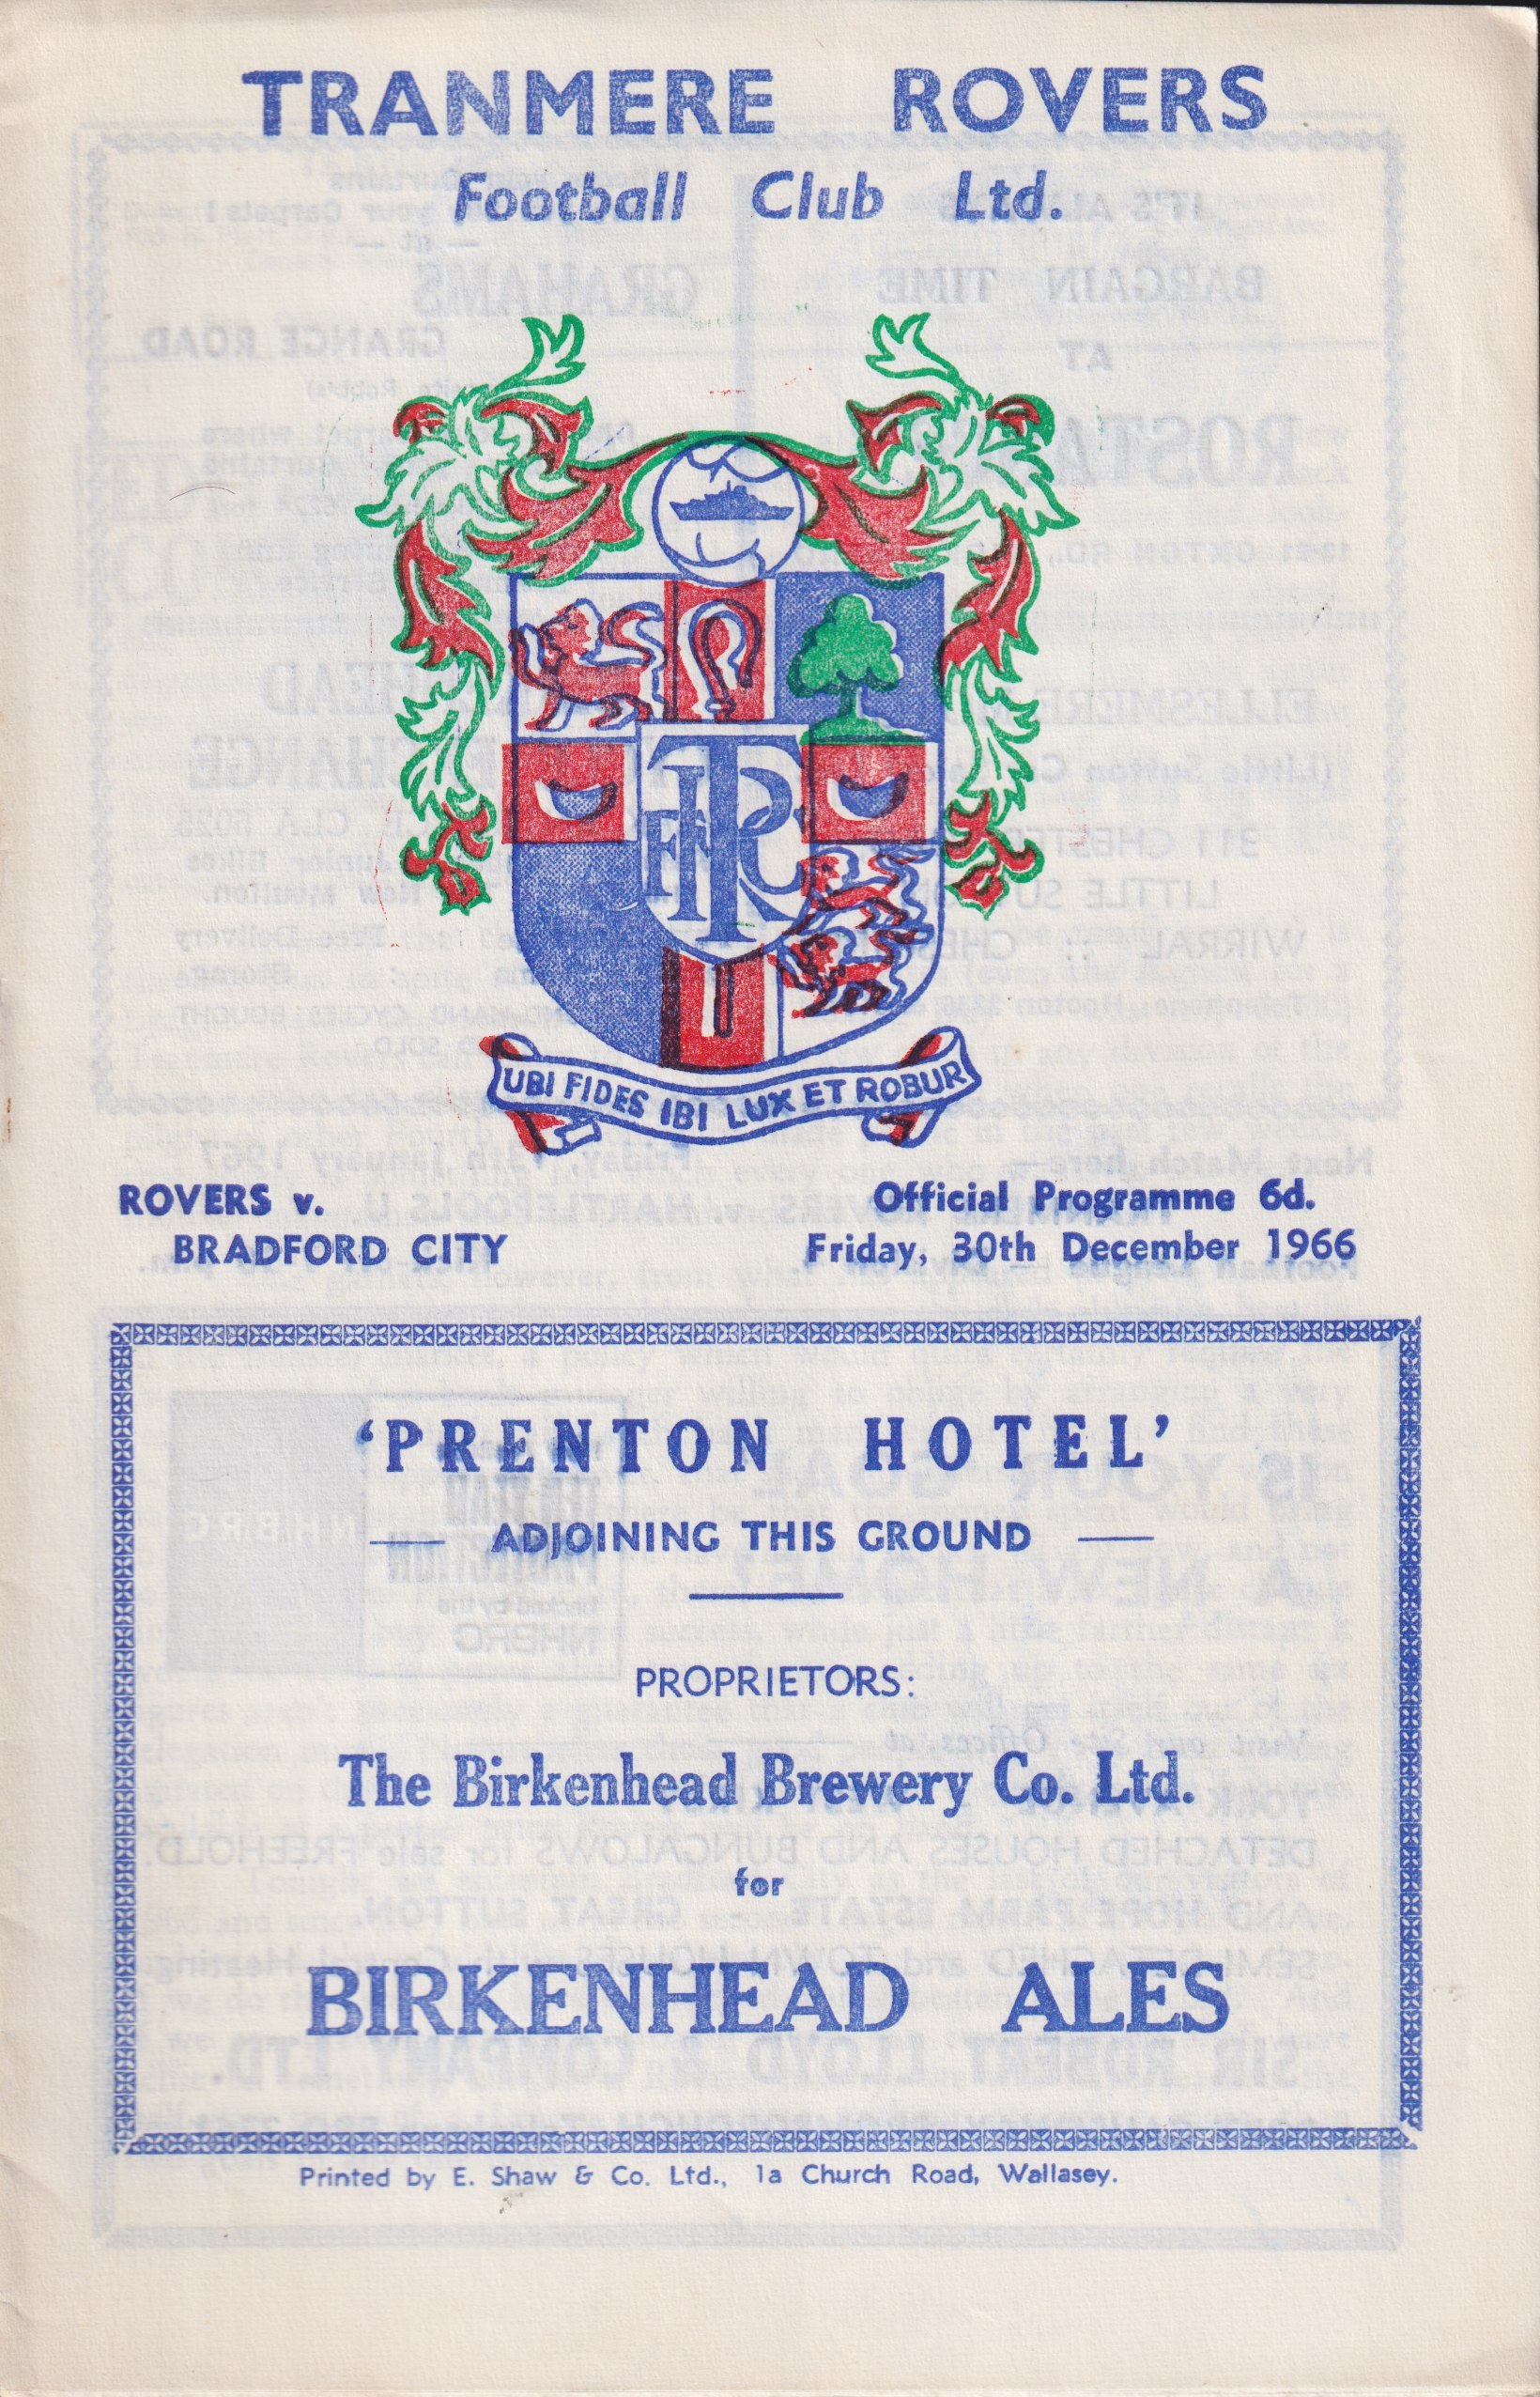 TRANMERE ROVERS
Football Club Ltd.
TRFC
UBI FIDES IBI LUX ET ROBUR
ROVERS v.
BRADFORD CITY
Official Programme 6d.
Friday, 30th December 1966
'PRENTON HOTEL'
ADJOINING THIS GROUND
PROPRIETORS:
The Birkenhead Brewery Co. Ltd.
for
BIRKENHEAD ALES
Printed by E. Shaw & Co. Ltd., 1a Church Road, Wallasey.